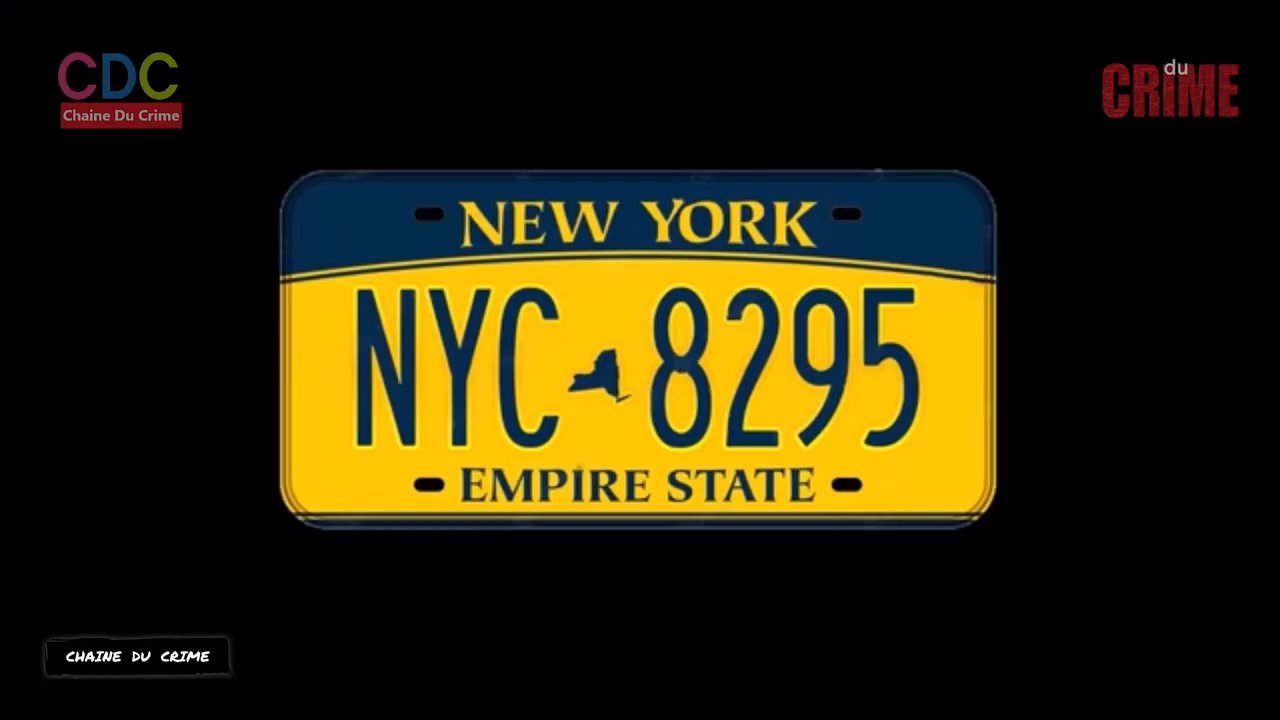 CDC
Chaine Du Crime
du
CRIME
NEW YORK
NYC 8295
EMPIRE STATE
CHAINE DU CRIME